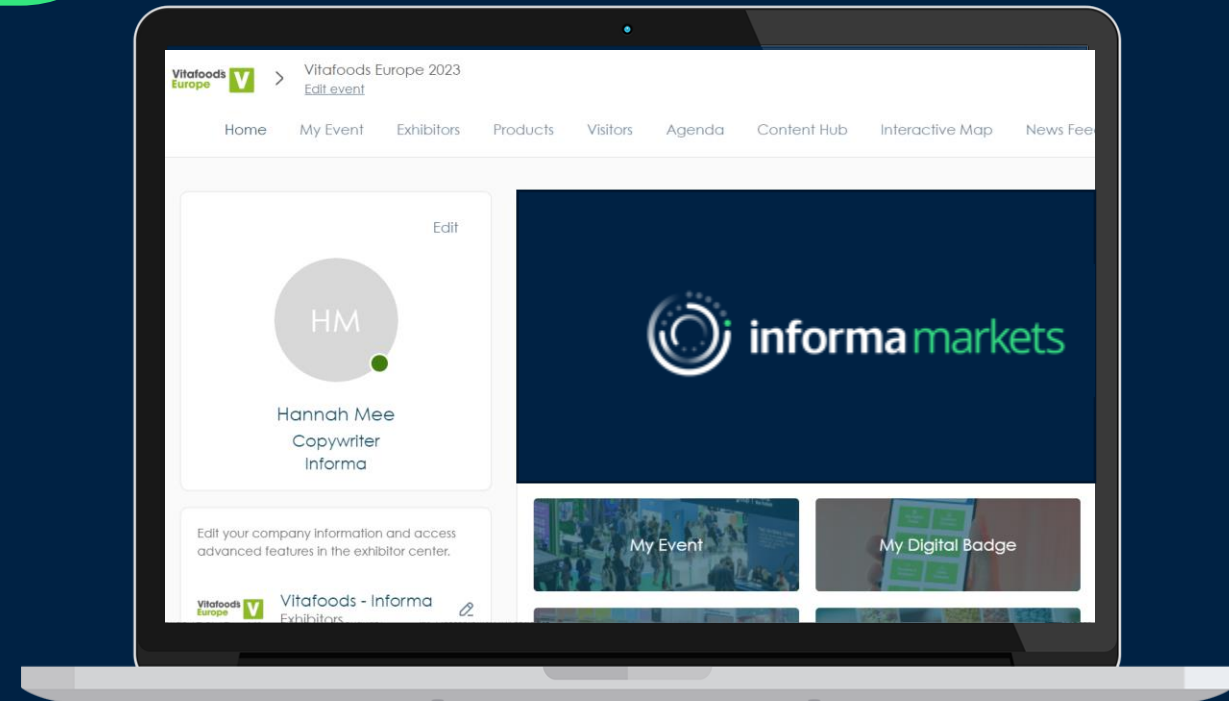 Vitafoods
Europe
V
>
Vitafoods Europe 2023
Edit event
Home My Event Exhibitors Products Visitors Agenda Content Hub Interactive Map News Fee
Edit
HM
Hannah Mee
Copywriter
Informa
informa markets
Edit your company information and access
advanced features in the exhibitor center.
Vitafoods
Europe
V
Vitafoods - Informa
Exhibitors
My Event
My Digital Badge